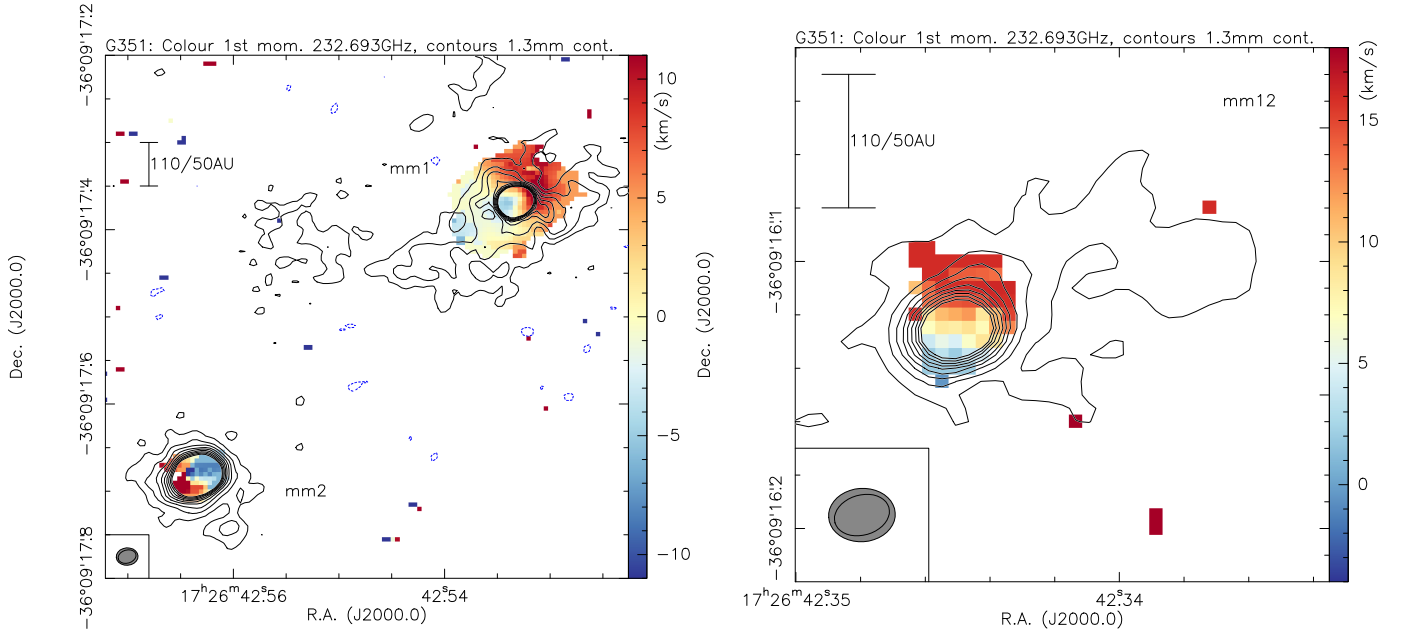 G351: Colour 1st mom. 232.693GHz, contours 1.3mm cont.
−36°09'17."2
−36°09'17."4
−36°09'17."6
−36°09'17."8
Dec. (J2000.0)
110/50AU
mm1
mm2
10
5
0
−5
−10
(km/s)
17ʰ26ᵐ42ˢ.56
42ˢ.54
R.A. (J2000.0)
G351: Colour 1st mom. 232.693GHz, contours 1.3mm cont.
−36°09'16."1
−36°09'16."2
Dec. (J2000.0)
110/50AU
mm12
15
10
5
0
(km/s)
17ʰ26ᵐ42ˢ.35
42ˢ.34
R.A. (J2000.0)